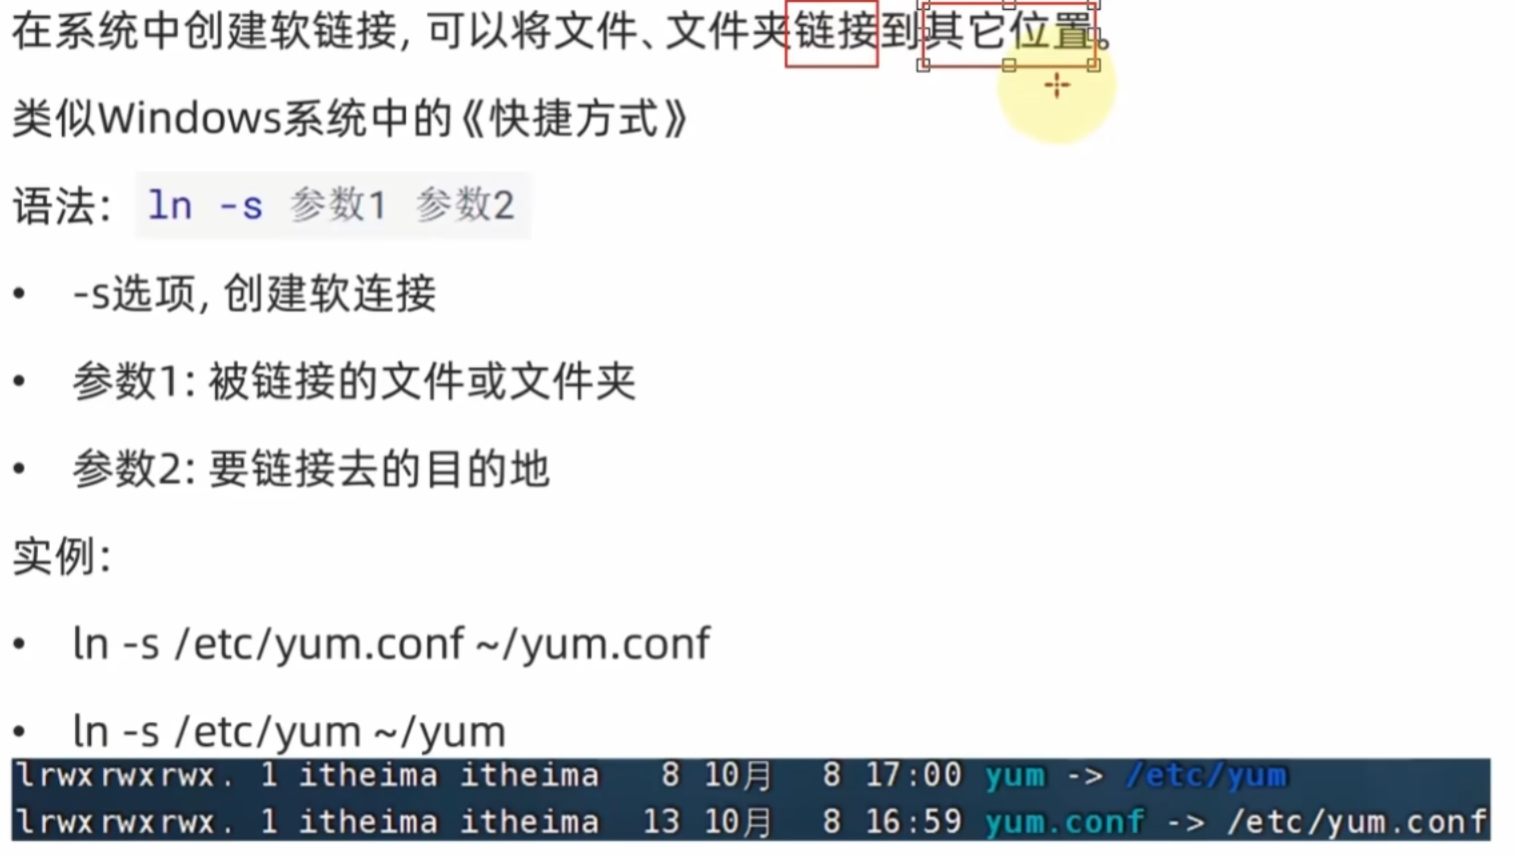 在系统中创建软链接, 可以将文件、文件夹链接到其它位置。
类似Windows系统中的《快捷方式》
语法: ln -s 参数1 参数2
• -s选项, 创建软连接
• 参数1: 被链接的文件或文件夹
• 参数2: 要链接去的目的地
实例:
• ln -s /etc/yum.conf ~/yum.conf
• ln -s /etc/yum ~/yum
lrwxrwxrwx. 1 itheima itheima 8 10月 8 17:00 yum -> /etc/yum
lrwxrwxrwx. 1 itheima itheima 13 10月 8 16:59 yum.conf -> /etc/yum.conf